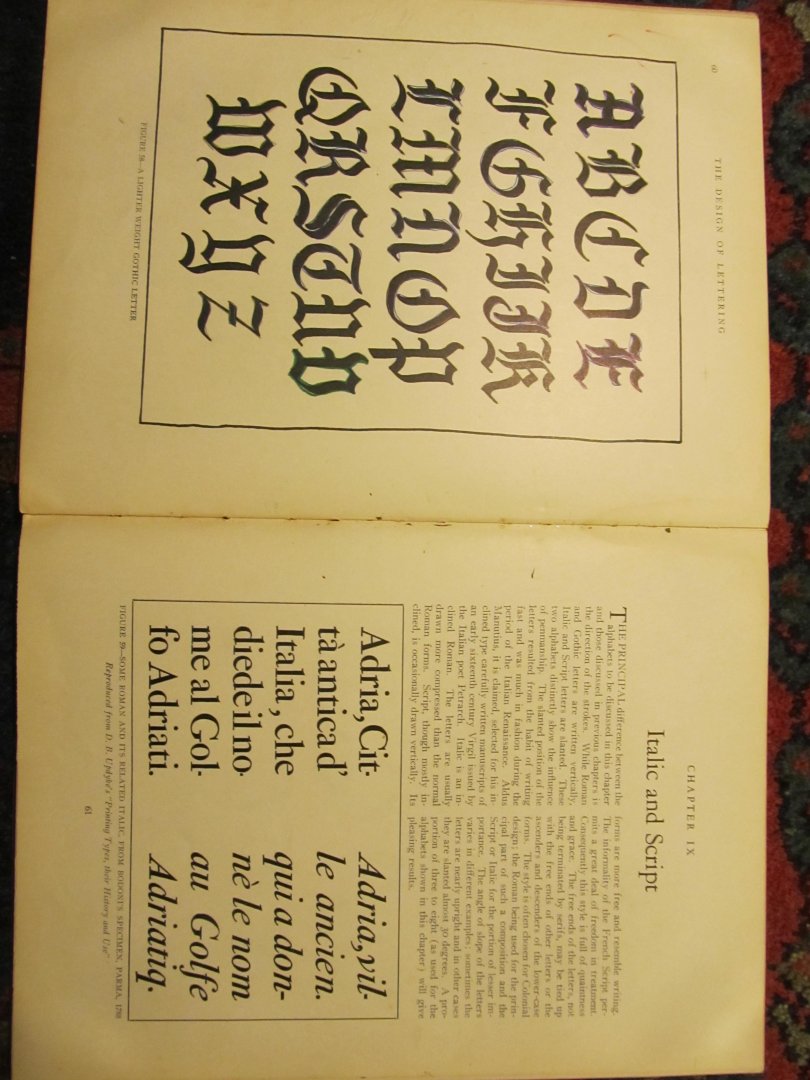 60
THE DESIGN OF LETTERING
A B C D E
F G H I J K
L M N O P
Q R S T U V
W X Y Z
FIGURE 58—A LIGHTER WEIGHT GOTHIC LETTER
CHAPTER IX
Italic and Script
THE PRINCIPAL difference between the
alphabets to be discussed in this chapter
and those discussed in previous chapters is
the direction of the strokes. While Roman
and Gothic letters are written vertically,
Italic and Script letters are slanted. These
two alphabets distinctly show the influence
of penmanship. The slanted position of the
letters resulted from the habit of writing
fast and was much in fashion during the
period of the Italian Renaissance. Aldus
Manutius, it is claimed, selected for his in-
clined type carefully written manuscripts of
an early sixteenth century Virgil issued by
the Italian poet Petrarch. Italic is an in-
clined Roman. The letters are usually
drawn more compressed than the normal
Roman forms. Script, though mostly in-
clined, is occasionally drawn vertically. Its
forms are more free and resemble writing.
The informality of the French Script per-
mits a great deal of freedom in treatment.
Consequently this style is full of quaintness
and grace. The free ends of the letters, not
being terminated by serifs, may be tied up
with the free ends of other letters or the
ascenders and descenders of the lower-case
forms. The style is often chosen for Colonial
design; the Roman being used for the prin-
cipal part of such a composition and the
Script or Italic for the portion of lesser im-
portance. The angle of slope of the letters
varies in different examples; sometimes the
letters are nearly upright and in other cases
they are slanted almost 30 degrees. A pro-
portion of three to eight (as used for the
alphabets shown in this chapter) will give
pleasing results.
Adria, Cit-
tà antica d'
Italia, che
diede il no-
me al Gol-
fo Adriati.
Adria, vil-
le ancien.
qui a don-
nè le nom
au Golfe
Adriatiq.
FIGURE 59—SOME ROMAN AND ITS RELATED ITALIC, FROM BODONI'S SPECIMEN, PARMA, 1788
Reproduced from D. B. Updyke's "Printing Types, their History and Use"
61